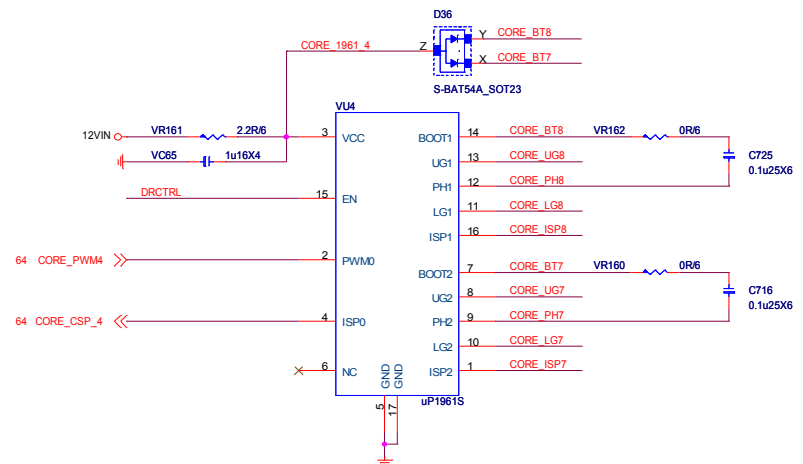 D36
CORE_1961_4
Z
Y
CORE_BT8
X
CORE_BT7
S-BAT54A_SOT23
VU4
12VIN
VR161
2.2R/6
3
VCC
BOOT1
14
CORE_BT8
VR162
0R/6
VC65
1u16X4
UG1
13
CORE_UG8
C725
0.1u25X6
PH1
12
CORE_PH8
DRCTRL
15
EN
LG1
11
CORE_LG8
ISP1
16
CORE_ISP8
64
CORE_PWM4
2
PWM0
BOOT2
7
CORE_BT7
VR160
0R/6
UG2
8
CORE_UG7
C716
0.1u25X6
64
CORE_CSP_4
4
ISP0
PH2
9
CORE_PH7
LG2
10
CORE_LG7
6
NC
ISP2
1
CORE_ISP7
GND
GND
uP1961S
5
17